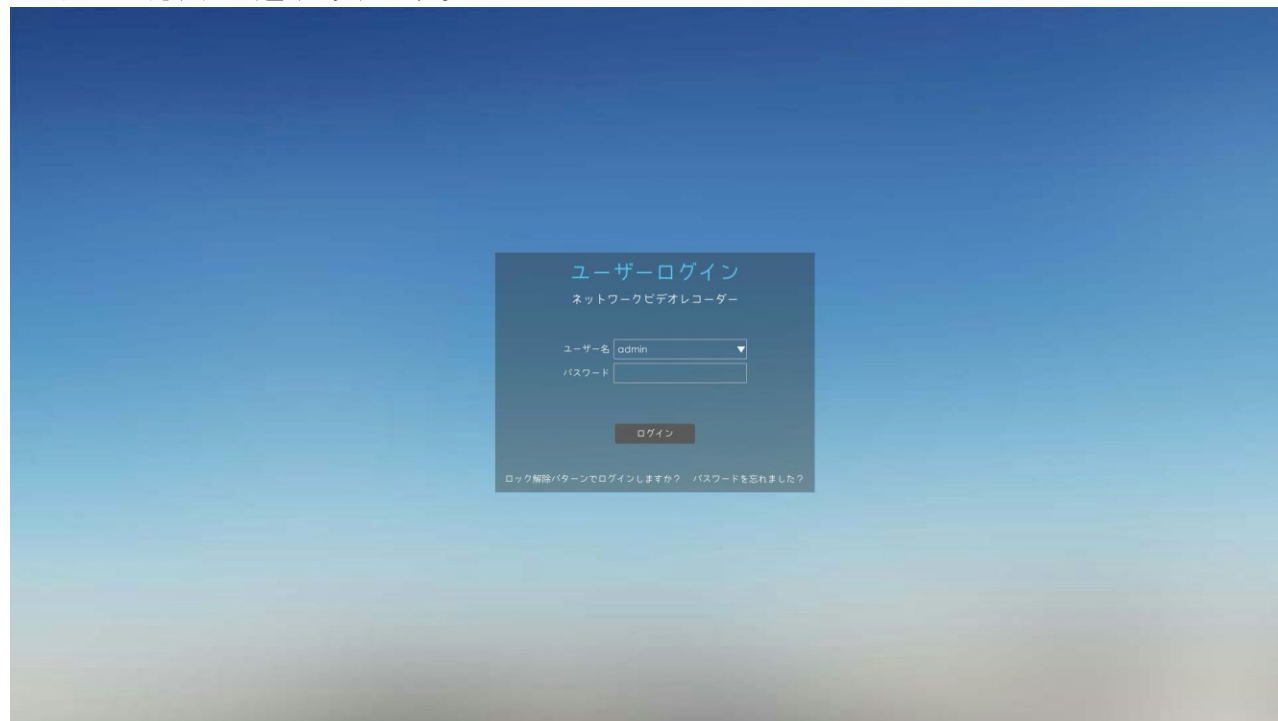 ユーザーログイン
ネットワークビデオレコーダー
ユーザー名 admin
パスワード
ログイン
ロック解除パターンでログインしますか？ パスワードを忘れました？